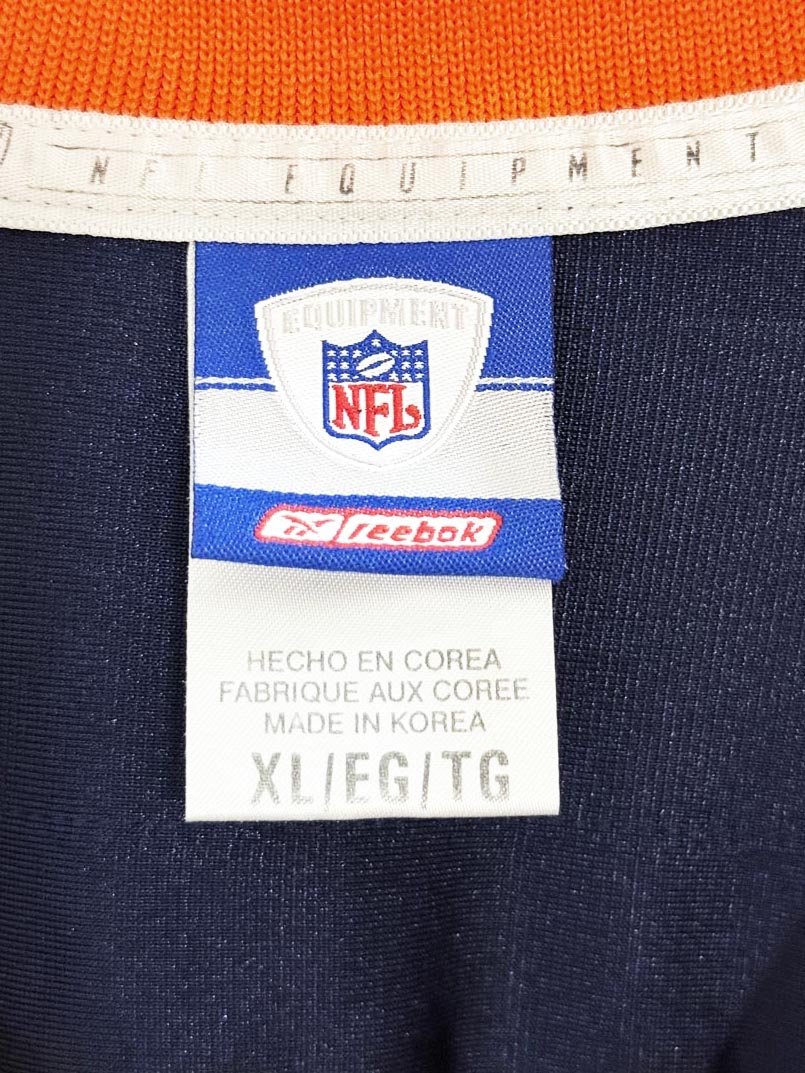 NFL EQUIPMENT
EQUIPMENT
NFL
reebok
HECHO EN COREA
FABRIQUE AUX COREE
MADE IN KOREA
XL/EG/TG